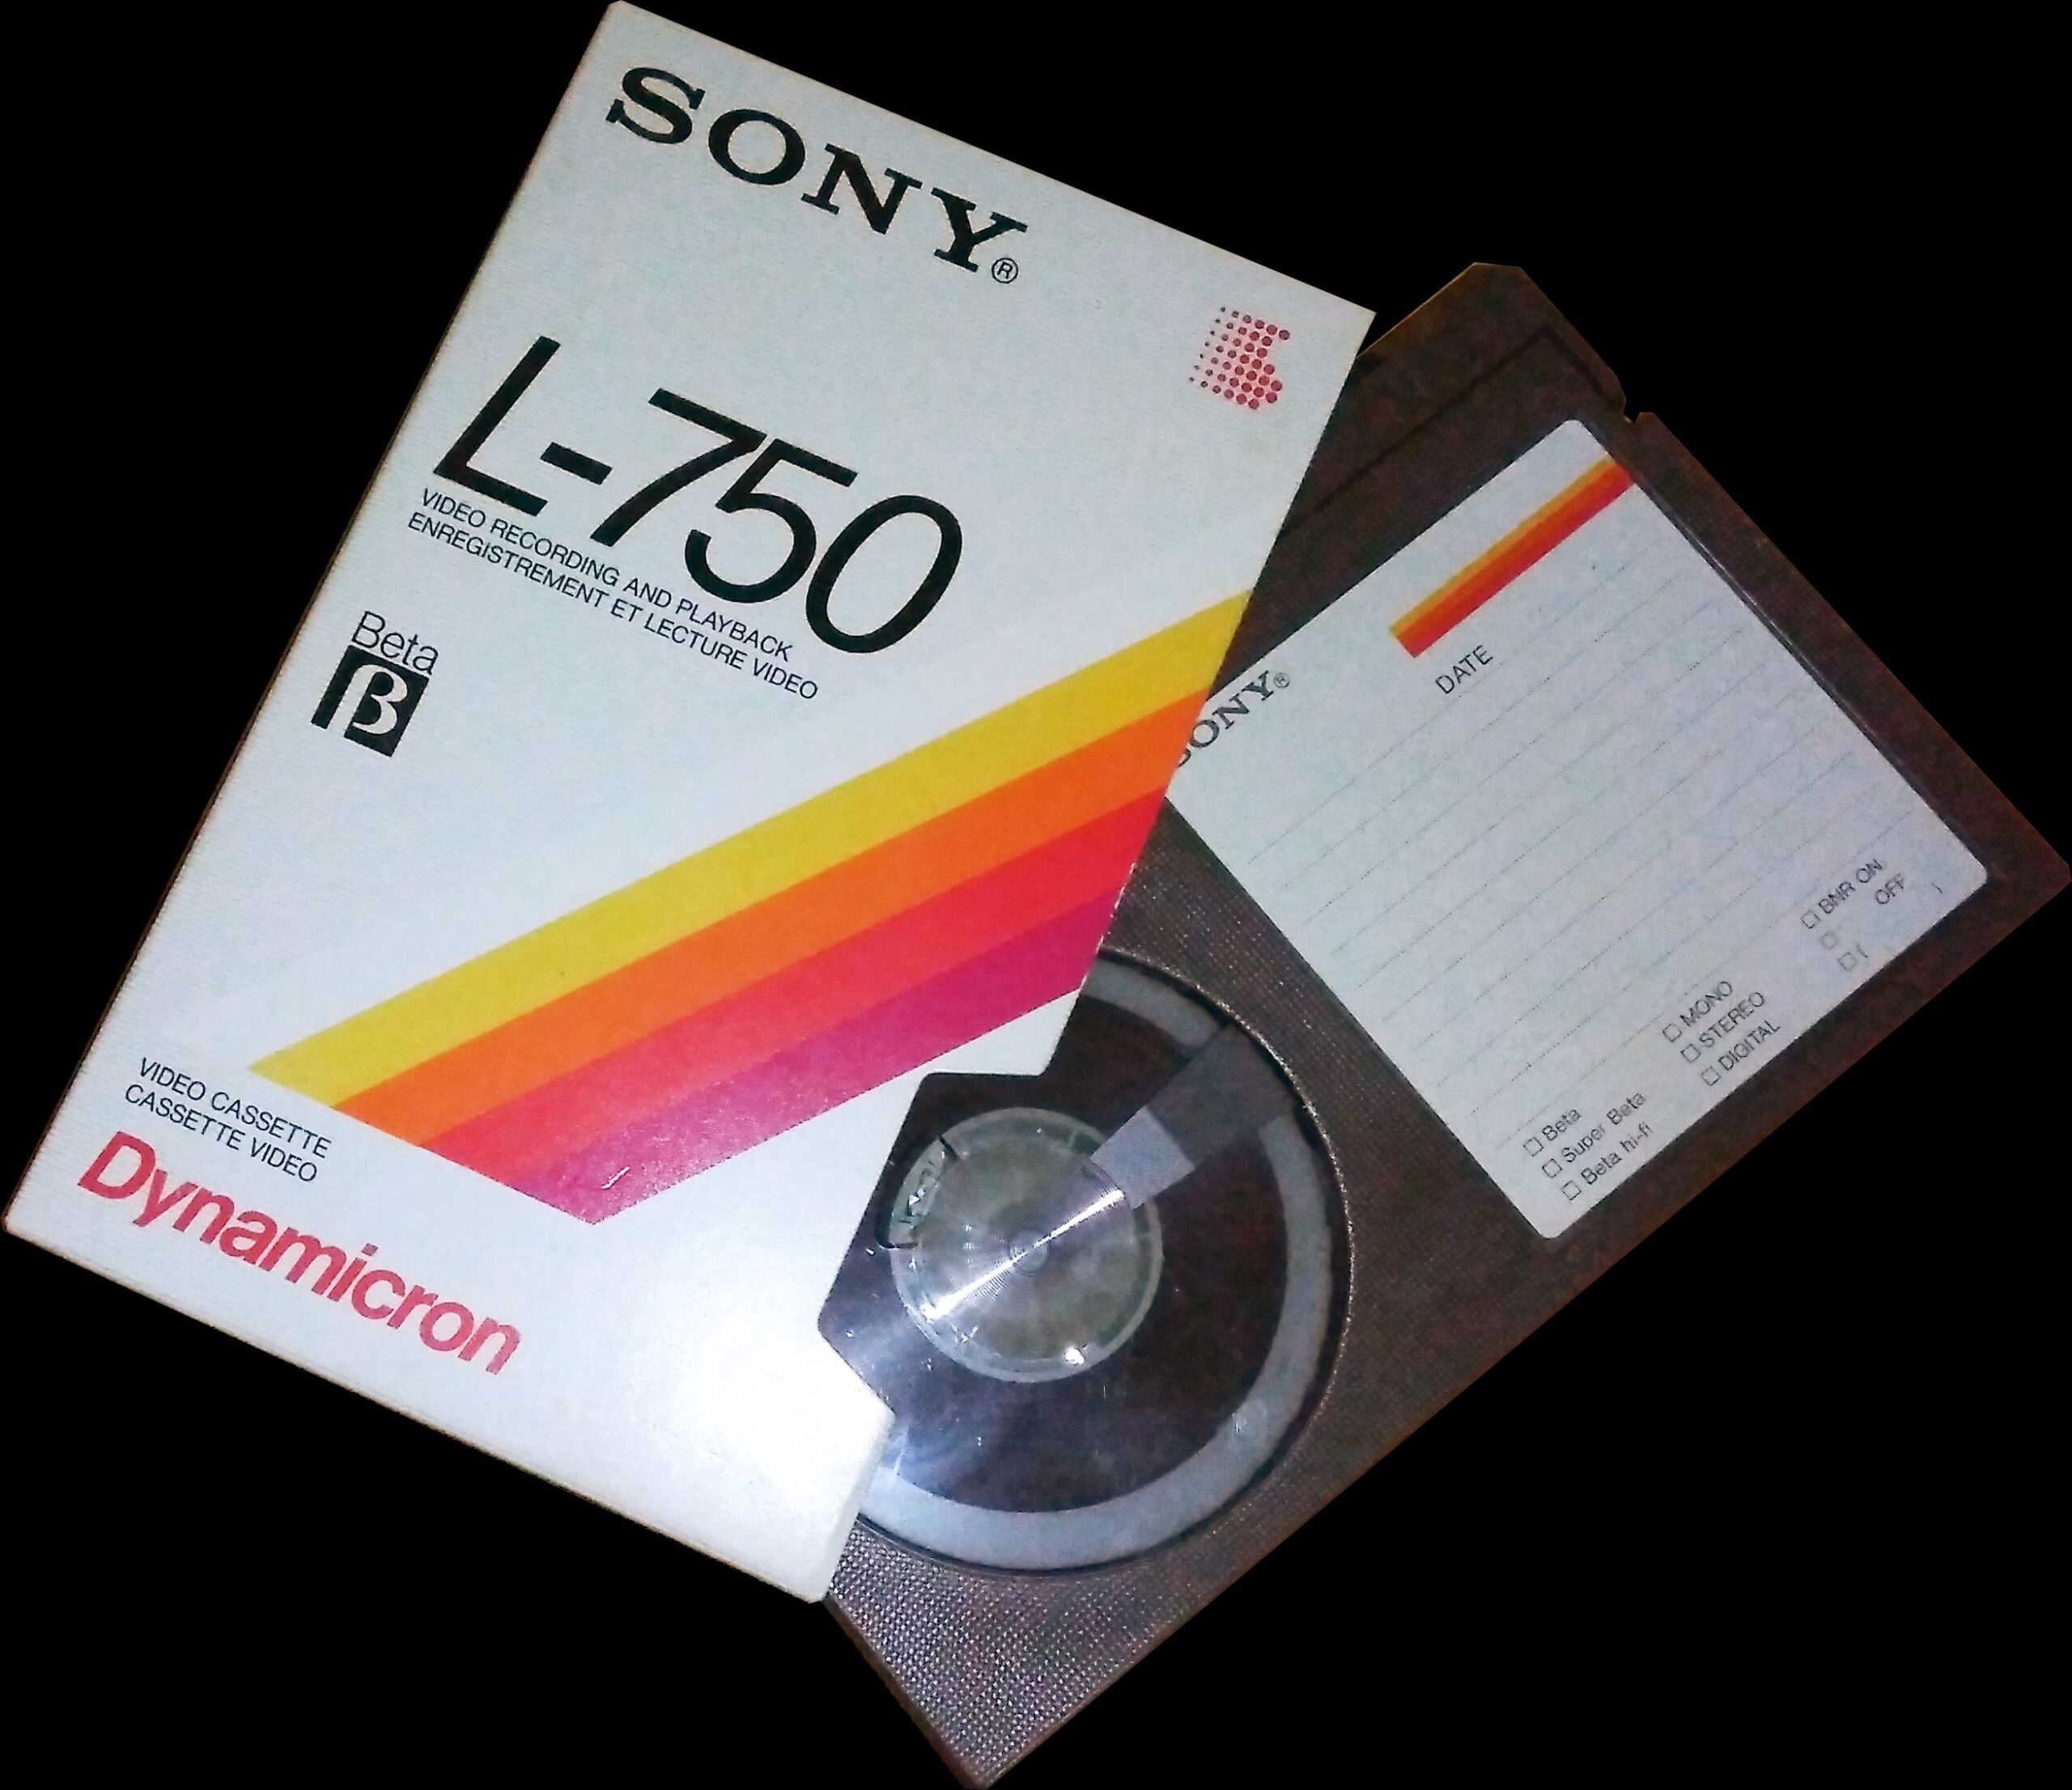 SONY®
L-750
VIDEO RECORDING AND PLAYBACK
ENREGISTREMENT ET LECTURE VIDEO
Beta
β
VIDEO CASSETTE
CASSETTE VIDEO
Dynamicron
SONY®
DATE
□ Beta
□ Super Beta
□ Beta hi-fi
□ MONO
□ STEREO
□ DIGITAL
□ BNR ON
□ OFF
□ (            )